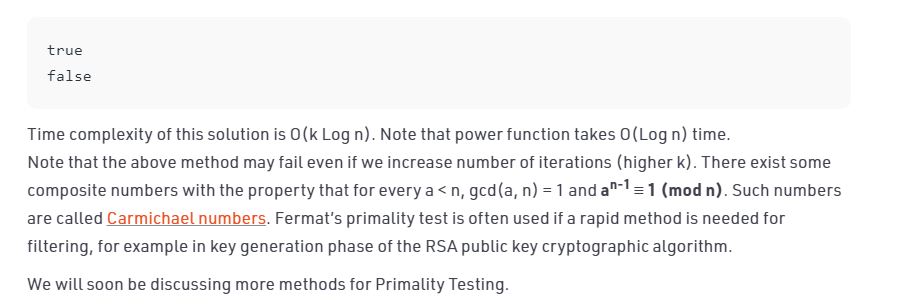 true
false
Time complexity of this solution is O(k Log n). Note that power function takes O(Log n) time.
Note that the above method may fail even if we increase number of iterations (higher k). There exist some
composite numbers with the property that for every a < n, gcd(a, n) = 1 and aⁿ⁻¹ ≡ 1 (mod n). Such numbers
are called Carmichael numbers. Fermat's primality test is often used if a rapid method is needed for
filtering, for example in key generation phase of the RSA public key cryptographic algorithm.
We will soon be discussing more methods for Primality Testing.